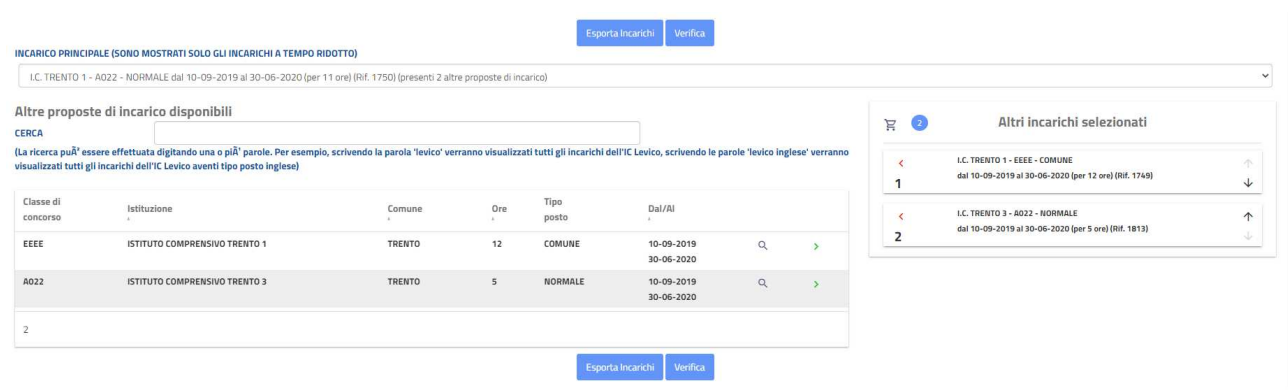 Esporta Incarichi Verifica
INCARICO PRINCIPALE (SONO MOSTRATI SOLO GLI INCARICHI A TEMPO RIDOTTO)
I.C. TRENTO 1 - A022 - NORMALE dal 10-09-2019 al 30-06-2020 (per 11 ore) (Rif. 1750) (presenti 2 altre proposte di incarico)
Altre proposte di incarico disponibili
CERCA
(La ricerca puÃ² essere effettuata digitando una o piÃ¹ parole. Per esempio, scrivendo la parola 'levico' verranno visualizzati tutti gli incarichi dell'IC Levico, scrivendo le parole 'levico inglese' verranno
visualizzati tutti gli incarichi dell'IC Levico aventi tipo posto inglese)
Classe di
concorso
Istituzione
Comune
Ore
Tipo
posto
Dal/Al
EEEE ISTITUTO COMPRENSIVO TRENTO 1 TRENTO 12 COMUNE 10-09-2019
30-06-2020
A022 ISTITUTO COMPRENSIVO TRENTO 3 TRENTO 5 NORMALE 10-09-2019
30-06-2020
2
2 Altri incarichi selezionati
1
I.C. TRENTO 1 - EEEE - COMUNE
dal 10-09-2019 al 30-06-2020 (per 12 ore) (Rif. 1749)
2
I.C. TRENTO 3 - A022 - NORMALE
dal 10-09-2019 al 30-06-2020 (per 5 ore) (Rif. 1813)
Esporta Incarichi Verifica